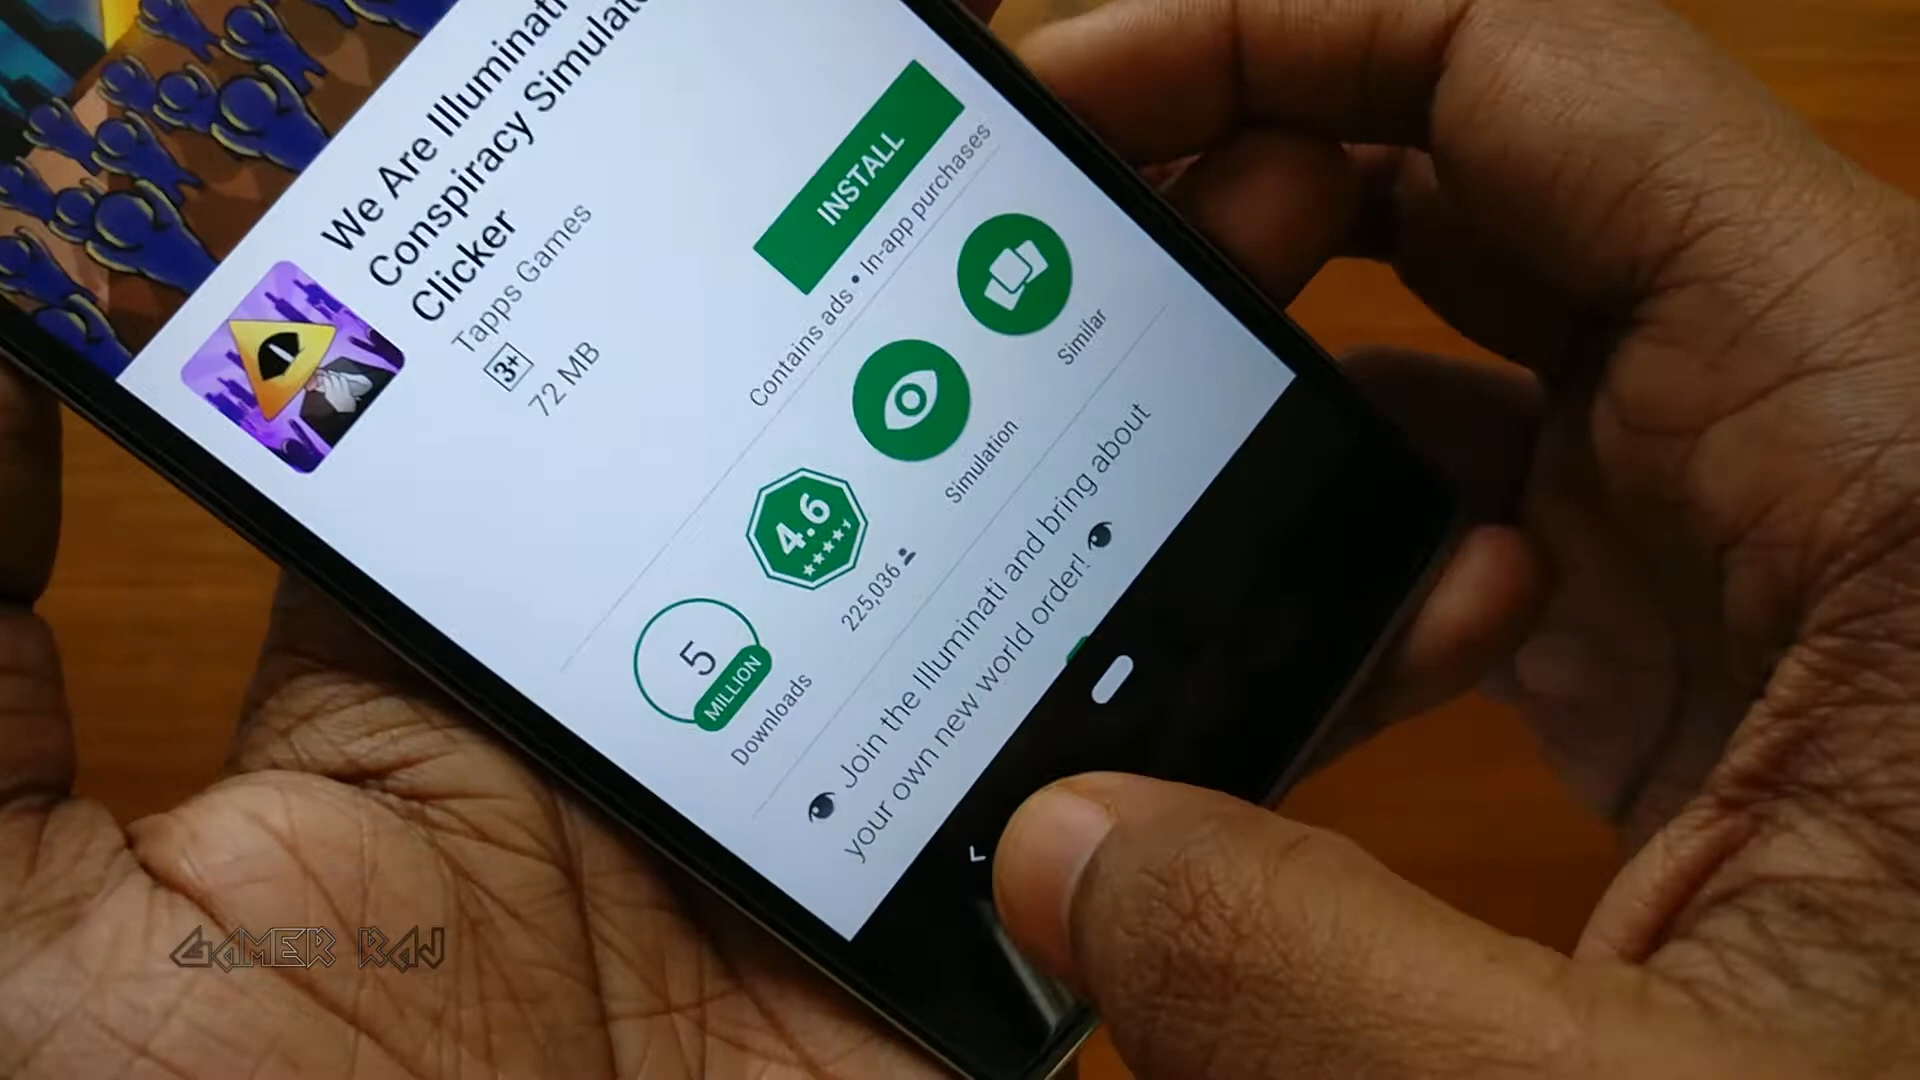 We Are Illuminati
Conspiracy Simulato
Clicker
Tapps Games
3+
72 MB
INSTALL
Contains ads • In-app purchases
5
MILLION
Downloads
4.6
225,036
Simulation
Similar
Join the Illuminati and bring about
your own new world order!
GAMER RAJ